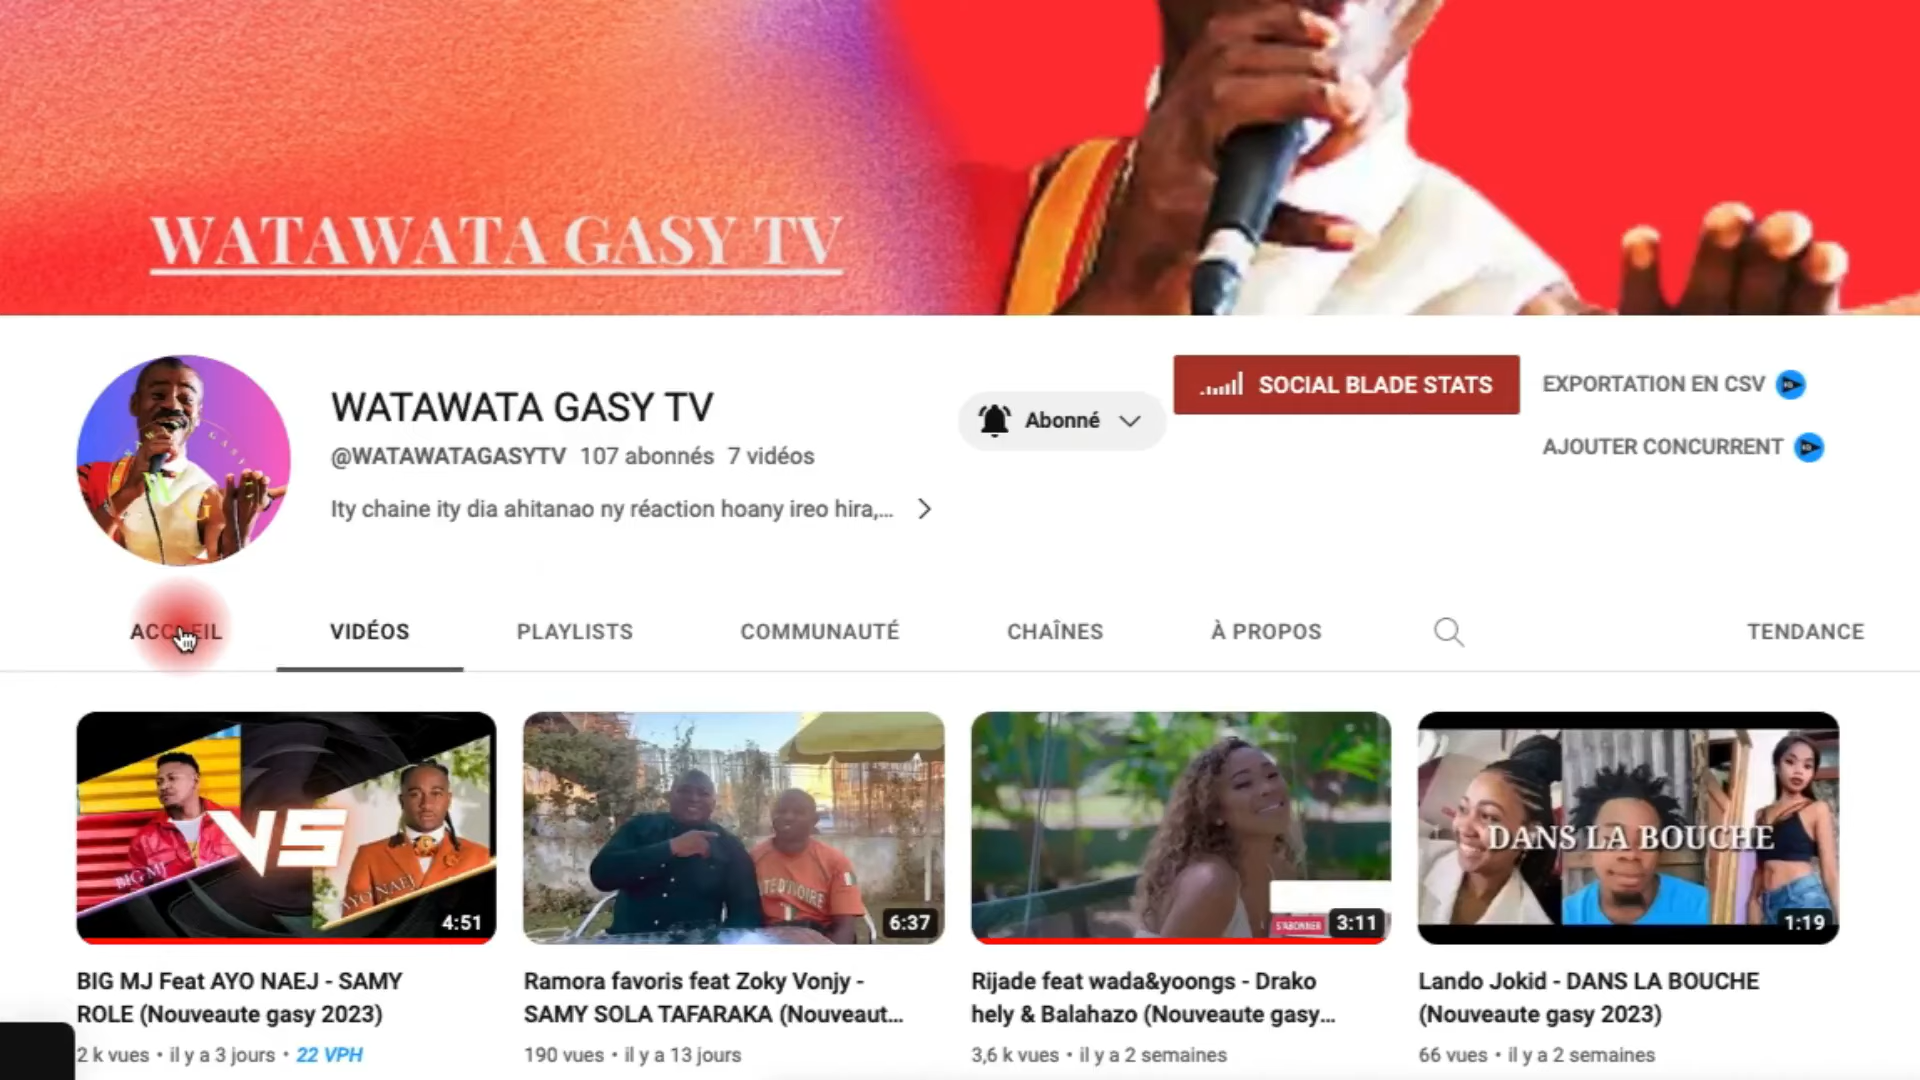 WATAWATA GASY TV
WATAWATA GASY TV
@WATAWATAGASYTV 107 abonnés 7 vidéos
Ity chaine ity dia ahitanao ny réaction hoany ireo hira,...
Abonné
SOCIAL BLADE STATS
EXPORTATION EN CSV
AJOUTER CONCURRENT
ACCUEIL
VIDÉOS
PLAYLISTS
COMMUNAUTÉ
CHAÎNES
À PROPOS
TENDANCE
BIG MJ
VS
AYO NAEJ
4:51
6:37
S'ABONNER
3:11
DANS LA BOUCHE
1:19
BIG MJ Feat AYO NAEJ - SAMY
ROLE (Nouveaute gasy 2023)
2 k vues • il y a 3 jours • 22 VPH
Ramora favoris feat Zoky Vonjy -
SAMY SOLA TAFARAKA (Nouveaut...
190 vues • il y a 13 jours
Rijade feat wada&yoongs - Drako
hely & Balahazo (Nouveaute gasy...
3,6 k vues • il y a 2 semaines
Lando Jokid - DANS LA BOUCHE
(Nouveaute gasy 2023)
66 vues • il y a 2 semaines